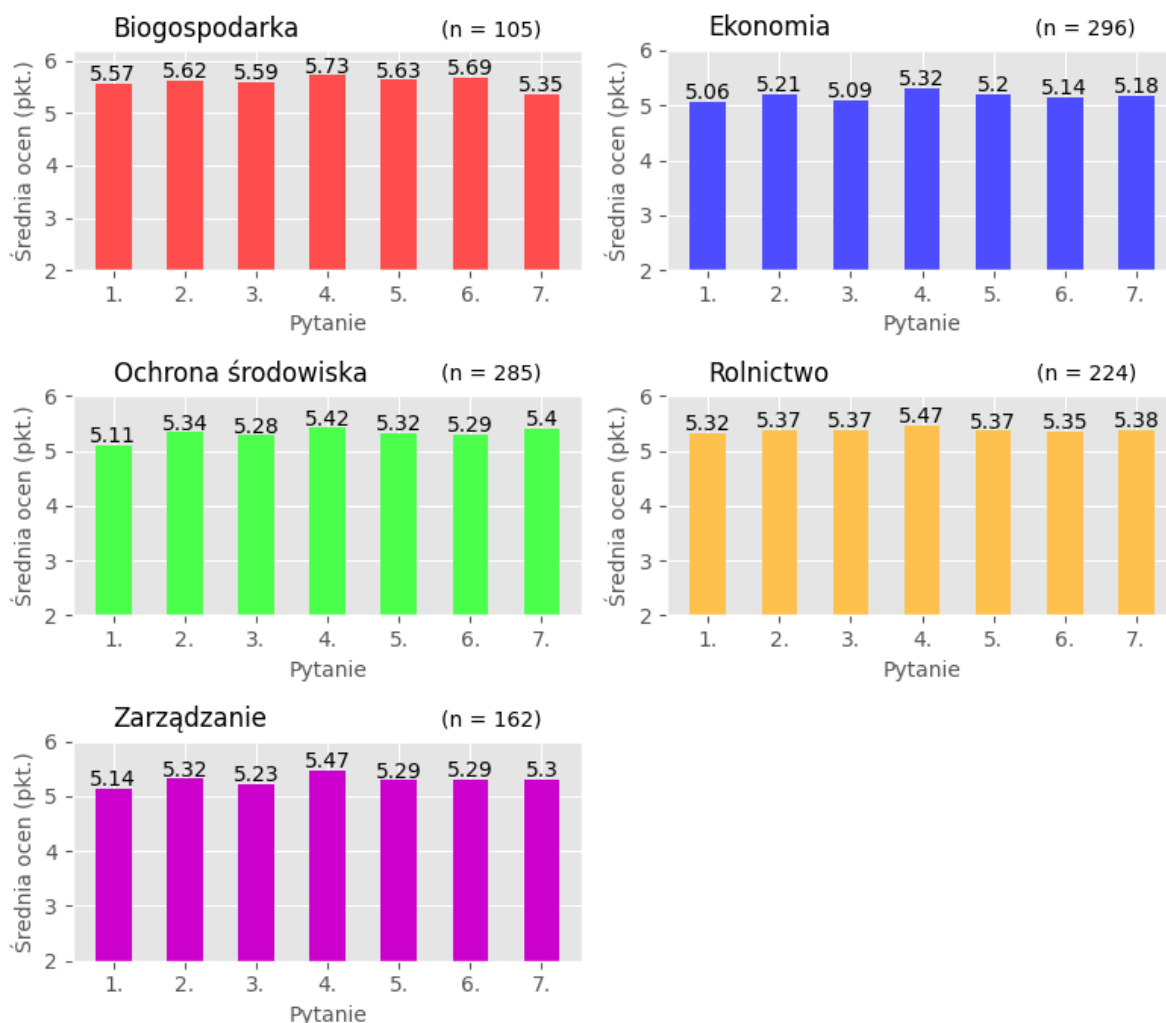 Biogospodarka (n = 105)
Średnia ocen (pkt.)
6
5
4
3
2
5.57 5.62 5.59 5.73 5.63 5.69 5.35
1. 2. 3. 4. 5. 6. 7.
Pytanie
Ekonomia (n = 296)
Średnia ocen (pkt.)
6
5
4
3
2
5.06 5.21 5.09 5.32 5.2 5.14 5.18
1. 2. 3. 4. 5. 6. 7.
Pytanie
Ochrona środowiska (n = 285)
Średnia ocen (pkt.)
6
5
4
3
2
5.11 5.34 5.28 5.42 5.32 5.29 5.4
1. 2. 3. 4. 5. 6. 7.
Pytanie
Rolnictwo (n = 224)
Średnia ocen (pkt.)
6
5
4
3
2
5.32 5.37 5.37 5.47 5.37 5.35 5.38
1. 2. 3. 4. 5. 6. 7.
Pytanie
Zarządzanie (n = 162)
Średnia ocen (pkt.)
6
5
4
3
2
5.14 5.32 5.23 5.47 5.29 5.29 5.3
1. 2. 3. 4. 5. 6. 7.
Pytanie